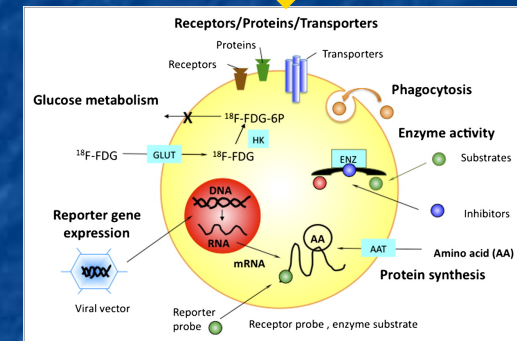 Receptors/Proteins/Transporters
Proteins
Receptors
Transporters
Glucose metabolism
Phagocytosis
¹⁸F-FDG-6P
X
HK
¹⁸F-FDG
GLUT
¹⁸F-FDG
Enzyme activity
ENZ
Substrates
Inhibitors
DNA
RNA
mRNA
Reporter gene
expression
Viral vector
AA
AAT
Amino acid (AA)
Protein synthesis
Reporter
probe
Receptor probe , enzyme substrate